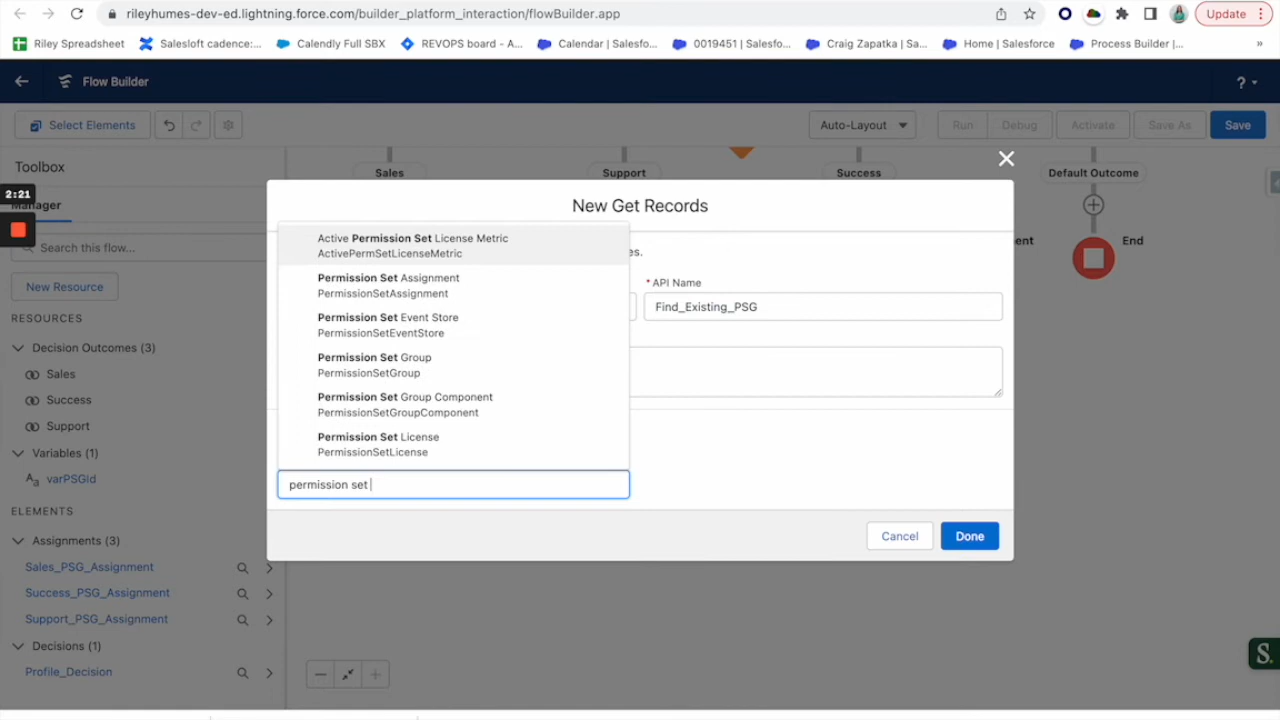 rileyhumes-dev-ed.lightning.force.com/builder_platform_interaction/flowBuilder.app
Update
Riley Spreadsheet
Salesloft cadence:...
Calendly Full SBX
REVOPS board - A...
Calendar | Salesfo...
0019451 | Salesfo...
Craig Zapatka | Sa...
Home | Salesforce
Process Builder |...
»
Flow Builder
?
Select Elements
Auto-Layout
Run
Debug
Activate
Save As
Save
Toolbox
Sales
Support
Success
Default Outcome
2:21
Manager
New Get Records
Search this flow...
Active Permission Set License Metric
ActivePermSetLicenseMetric
es.
ent
End
Permission Set Assignment
PermissionSetAssignment
* API Name
New Resource
Find_Existing_PSG
RESOURCES
Permission Set Event Store
PermissionSetEventStore
Decision Outcomes (3)
Permission Set Group
PermissionSetGroup
Sales
Success
Permission Set Group Component
PermissionSetGroupComponent
Support
Permission Set License
PermissionSetLicense
Variables (1)
varPSGId
permission set
ELEMENTS
Assignments (3)
Cancel
Done
Sales_PSG_Assignment
Success_PSG_Assignment
Support_PSG_Assignment
Decisions (1)
Profile_Decision
S.